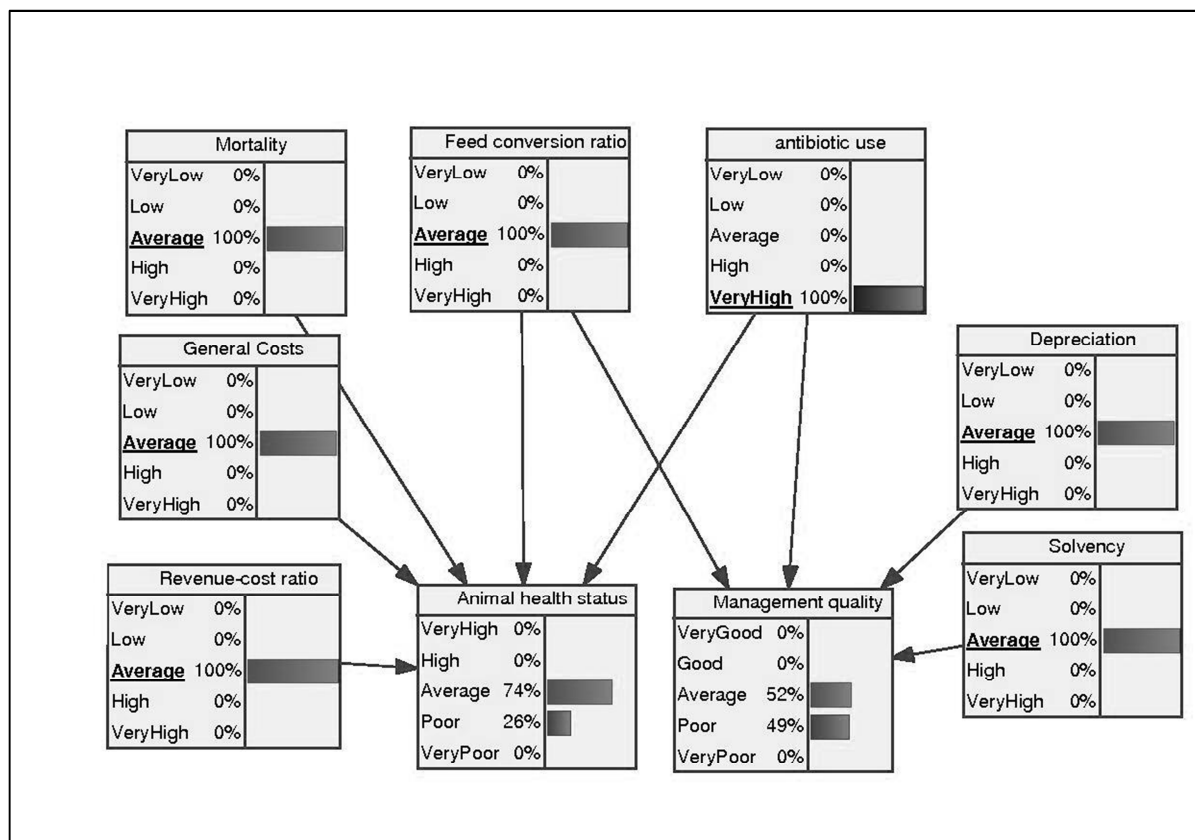 Mortality
VeryLow 0%
Low 0%
Average 100%
High 0%
VeryHigh 0%
Feed conversion ratio
VeryLow 0%
Low 0%
Average 100%
High 0%
VeryHigh 0%
antibiotic use
VeryLow 0%
Low 0%
Average 0%
High 0%
VeryHigh 100%
General Costs
VeryLow 0%
Low 0%
Average 100%
High 0%
VeryHigh 0%
Depreciation
VeryLow 0%
Low 0%
Average 100%
High 0%
VeryHigh 0%
Revenue-cost ratio
VeryLow 0%
Low 0%
Average 100%
High 0%
VeryHigh 0%
Animal health status
VeryHigh 0%
High 0%
Average 74%
Poor 26%
VeryPoor 0%
Management quality
VeryGood 0%
Good 0%
Average 52%
Poor 49%
VeryPoor 0%
Solvency
VeryLow 0%
Low 0%
Average 100%
High 0%
VeryHigh 0%